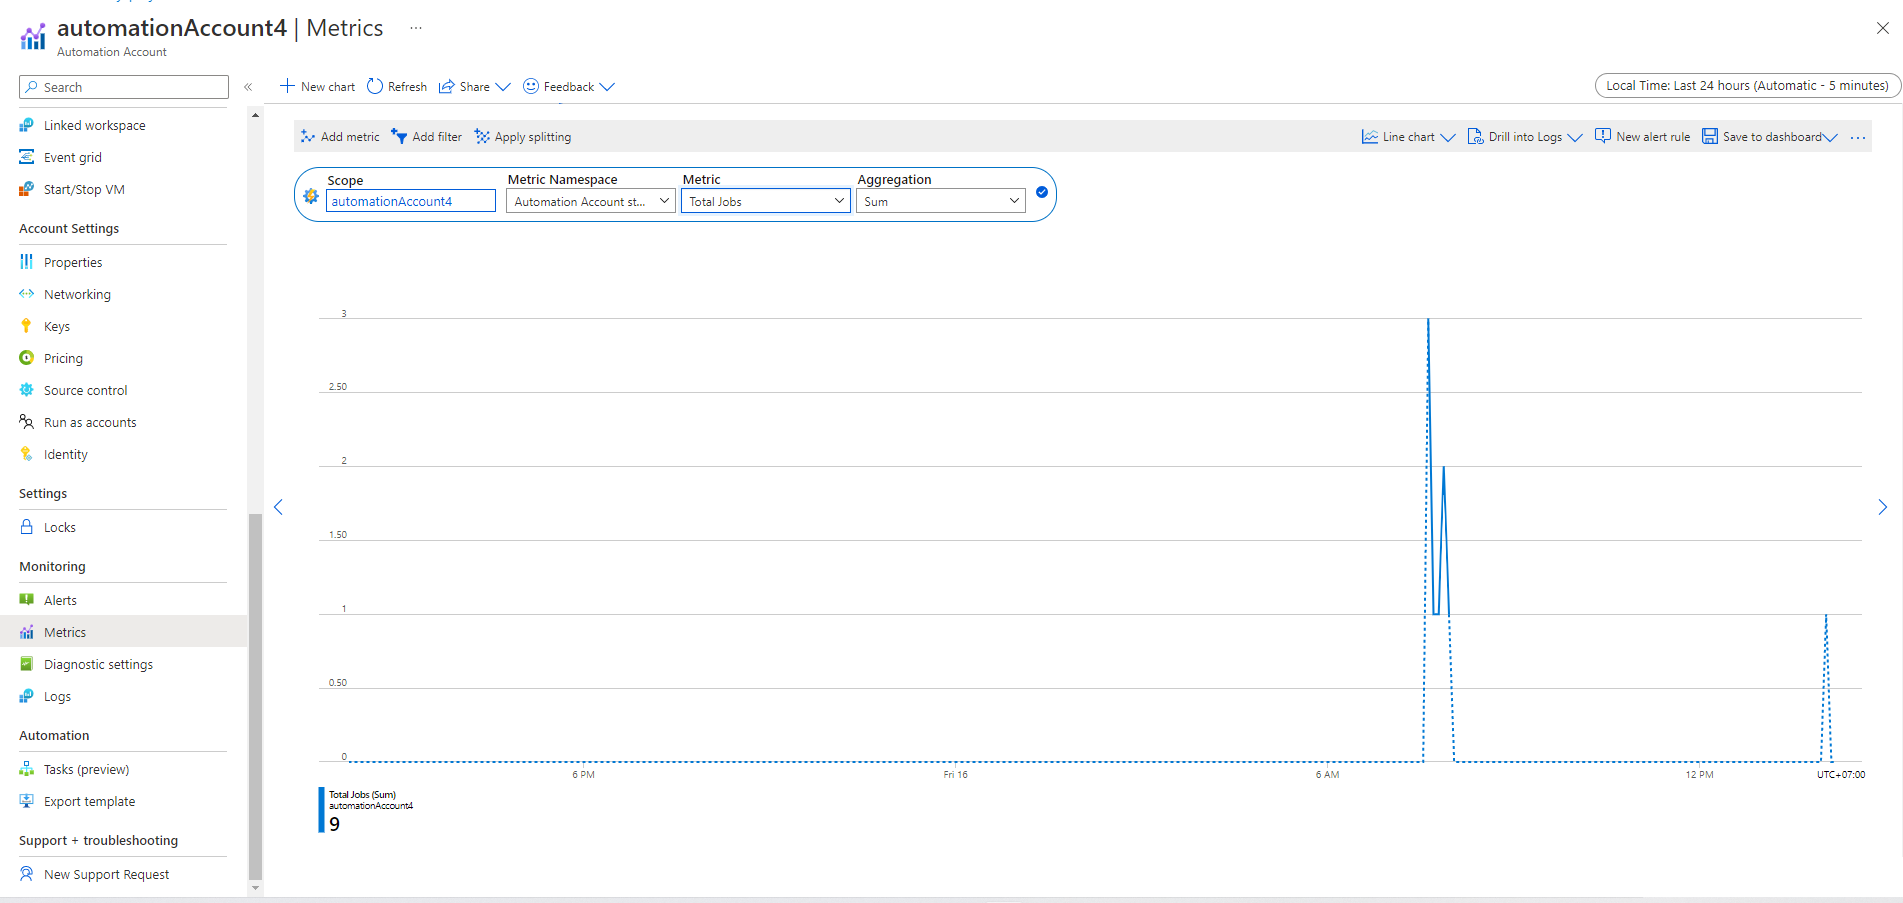 automationAccount4 | Metrics ...
Automation Account
Search
«
New chart Refresh Share Feedback
Local Time: Last 24 hours (Automatic - 5 minutes)
Linked workspace
Event grid
Start/Stop VM
Account Settings
Properties
Networking
Keys
Pricing
Source control
Run as accounts
Identity
Settings
Locks
Monitoring
Alerts
Metrics
Diagnostic settings
Logs
Automation
Tasks (preview)
Export template
Support + troubleshooting
New Support Request
Add metric Add filter Apply splitting
Line chart Drill into Logs New alert rule Save to dashboard ...
Scope Metric Namespace Metric Aggregation
automationAccount4 Automation Account st... Total Jobs Sum
3
2.50
2
1.50
1
0.50
0
6 PM Fri 16 6 AM 12 PM UTC+07:00
Total Jobs (Sum)
automationAccount4
9